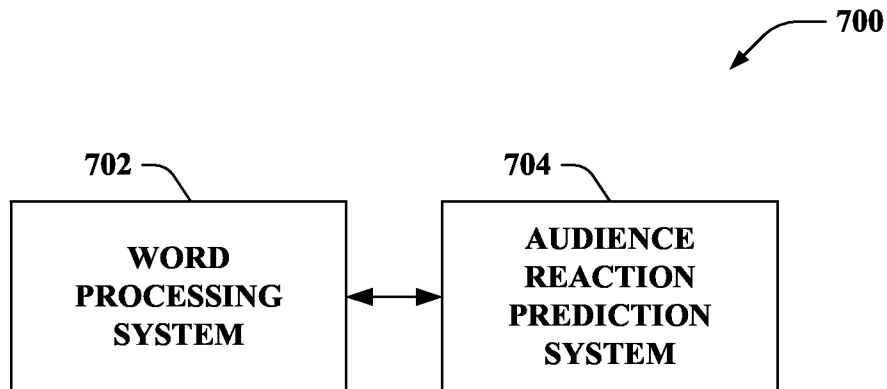 700
702
704
WORD
PROCESSING
SYSTEM
AUDIENCE
REACTION
PREDICTION
SYSTEM